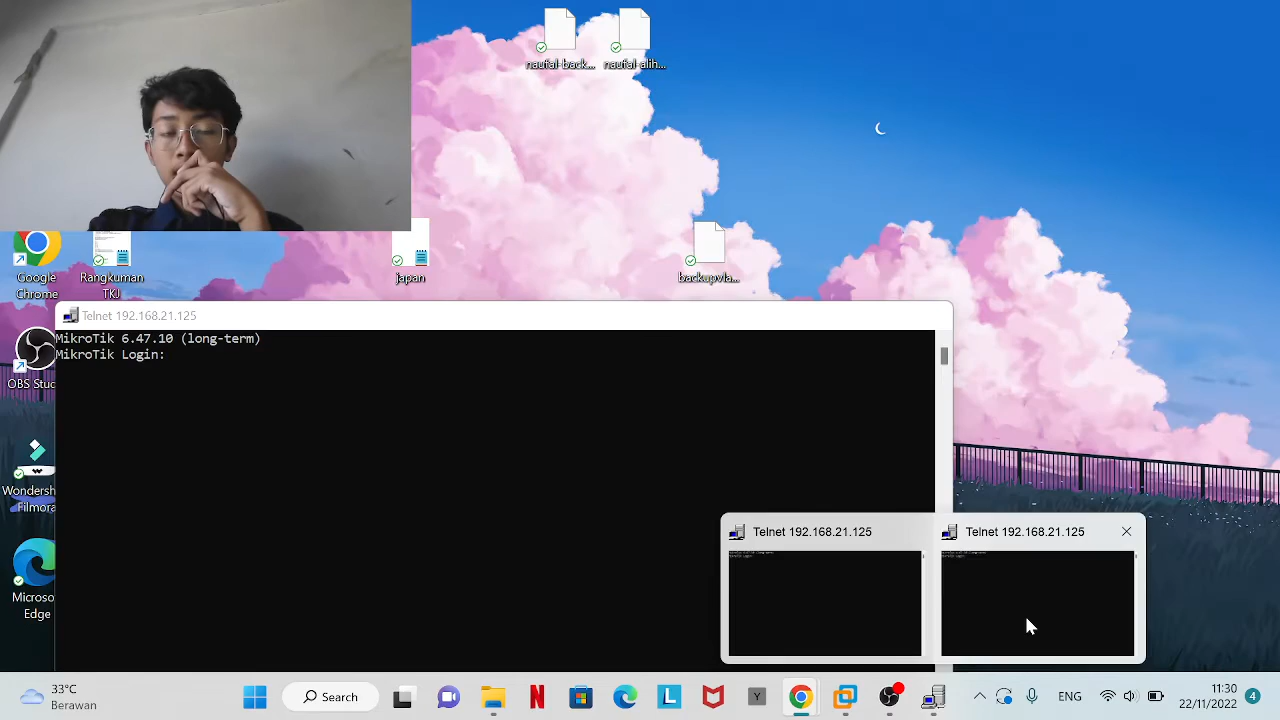 naufal-back...
naufal-alih...
Google
Chrome
Rangkuman
TKJ
japan
backupvla...
OBS Stud
Wondersh
Filmora
Microso
Edge
Telnet 192.168.21.125
MikroTik 6.47.10 (long-term)
MikroTik Login:
Telnet 192.168.21.125
Telnet 192.168.21.125
33°C
Berawan
Search
ENG
11:30
22/11/2022
4